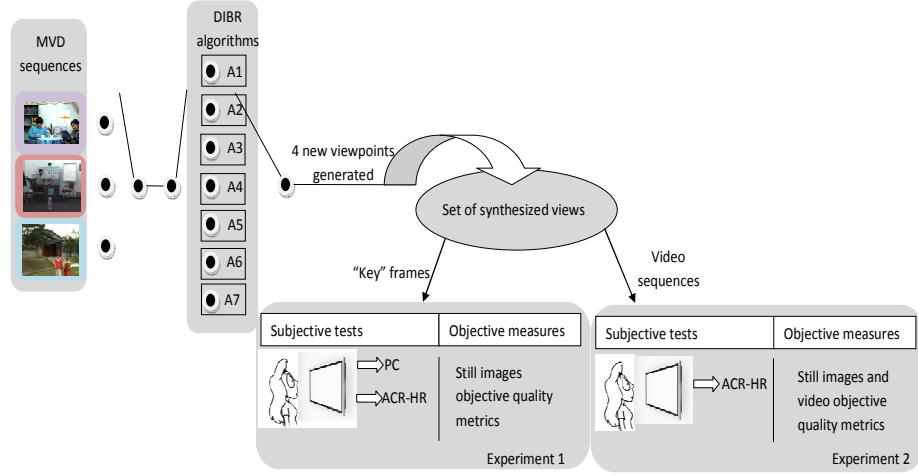 MVD
sequences
DIBR
algorithms
A1
A2
A3
A4
A5
A6
A7
4 new viewpoints
generated
Set of synthesized views
“Key” frames
Video
sequences
Subjective tests
Objective measures
PC
ACR-HR
Still images
objective quality
metrics
Experiment 1
Subjective tests
Objective measures
ACR-HR
Still images and
video objective
quality metrics
Experiment 2